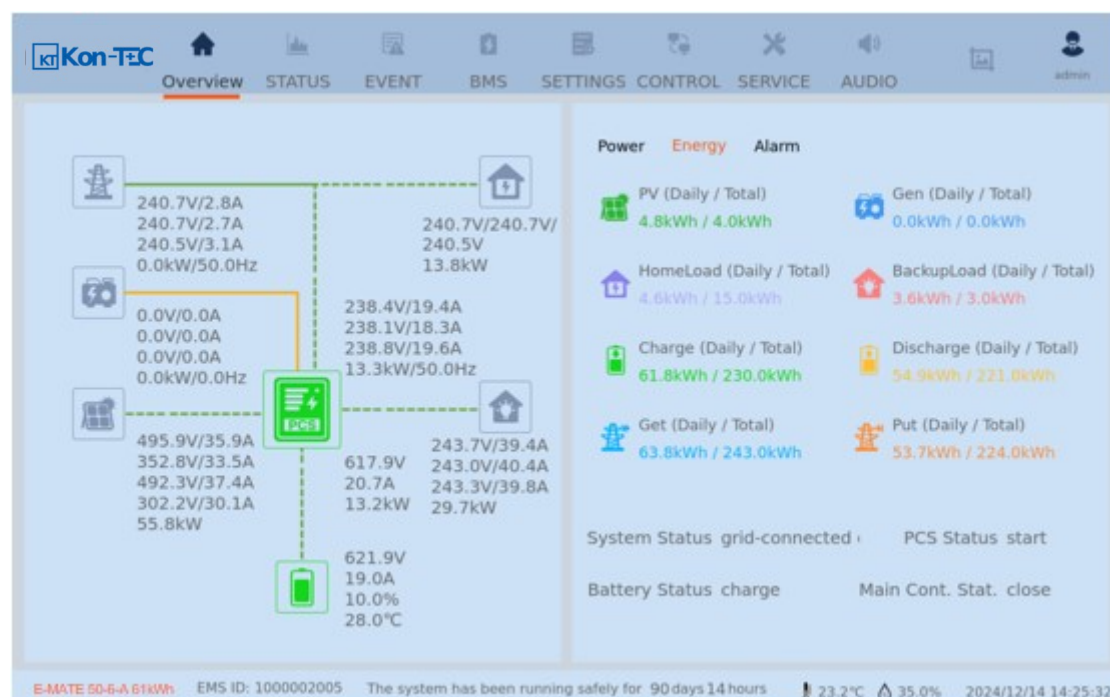 KT Kon-TEC
Overview STATUS EVENT BMS SETTINGS CONTROL SERVICE AUDIO admin
240.7V/2.8A
240.7V/2.7A
240.5V/3.1A
0.0kW/50.0Hz
240.7V/240.7V/
240.5V
13.8kW
0.0V/0.0A
0.0V/0.0A
0.0V/0.0A
0.0kW/0.0Hz
238.4V/19.4A
238.1V/18.3A
238.8V/19.6A
13.3kW/50.0Hz
PCS
495.9V/35.9A
352.8V/33.5A
492.3V/37.4A
302.2V/30.1A
55.8kW
617.9V
20.7A
13.2kW
243.7V/39.4A
243.0V/40.4A
243.3V/39.8A
29.7kW
621.9V
19.0A
10.0%
28.0℃
Power Energy Alarm
PV (Daily / Total)
4.8kWh / 4.0kWh
Gen (Daily / Total)
0.0kWh / 0.0kWh
HomeLoad (Daily / Total)
4.6kWh / 15.0kWh
BackupLoad (Daily / Total)
3.6kWh / 3.0kWh
Charge (Daily / Total)
61.8kWh / 230.0kWh
Discharge (Daily / Total)
54.9kWh / 221.0kWh
Get (Daily / Total)
63.8kWh / 243.0kWh
Put (Daily / Total)
53.7kWh / 224.0kWh
System Status grid-connected
PCS Status start
Battery Status charge
Main Cont. Stat. close
E-MATE 50-6-A 61kWh EMS ID: 1000002005 The system has been running safely for 90 days 14 hours 23.2℃ 35.0% 2024/12/14 14:25:3